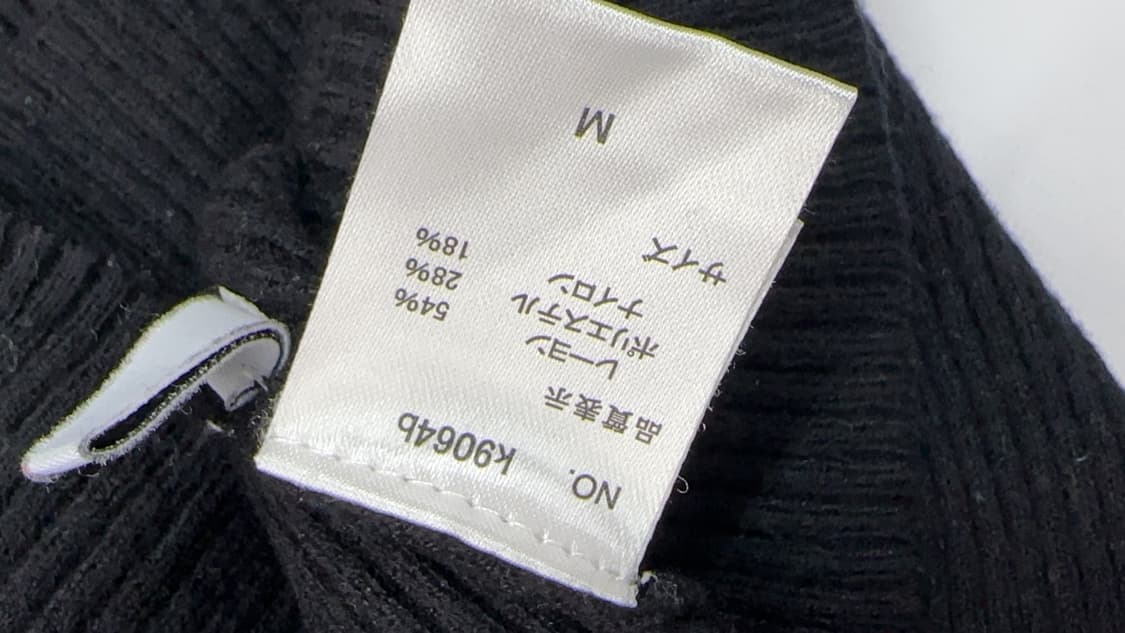 NO. k9064b
品質表示
レーヨン 54%
ポリエステル 28%
ナイロン 18%
サイズ
M